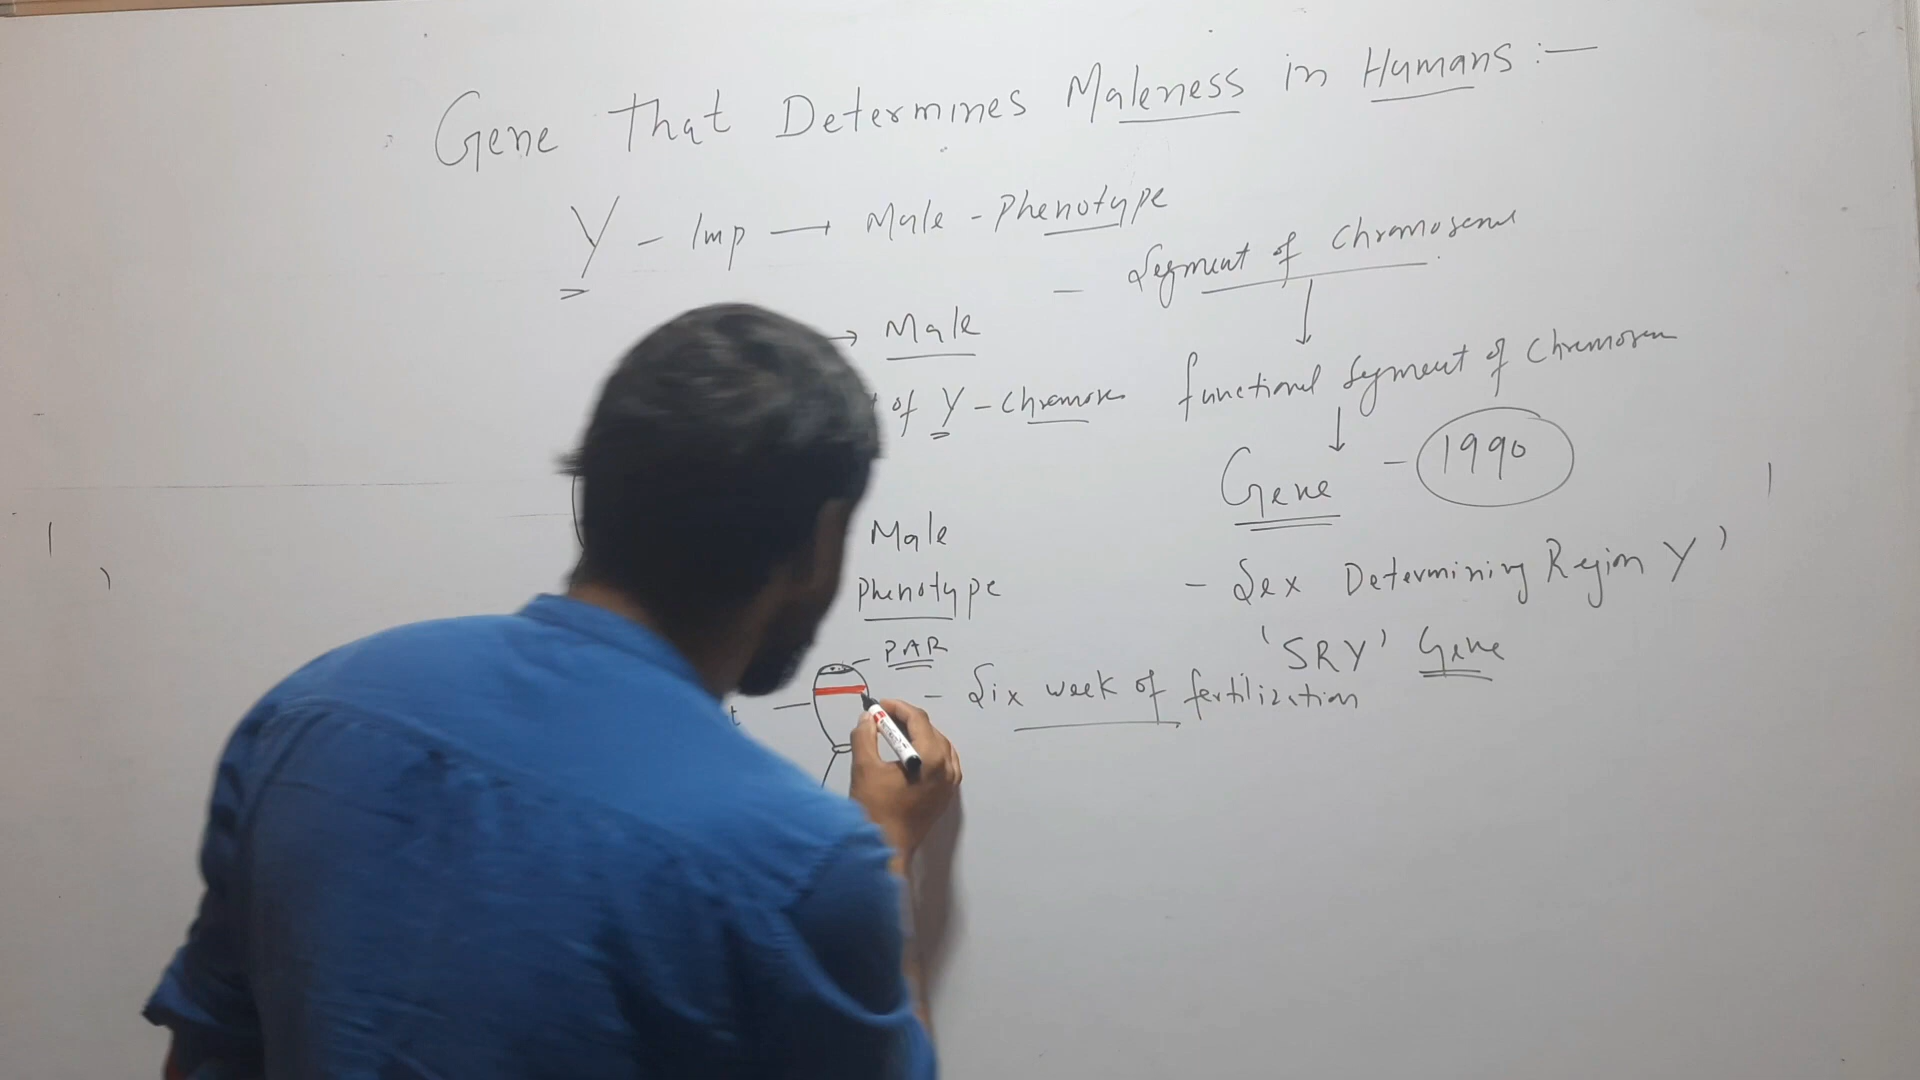 Gene That Determines Maleness in Humans :—
Y – Imp → Male - Phenotype
– Segment of Chromosome
→ Male
of Y – Chromoso
functional Segment of Chromosom
Gene – 1990
Male
Phenotype
– Sex Determining Region Y'
'SRY' Gene
PAR
– Six week of fertilization
t